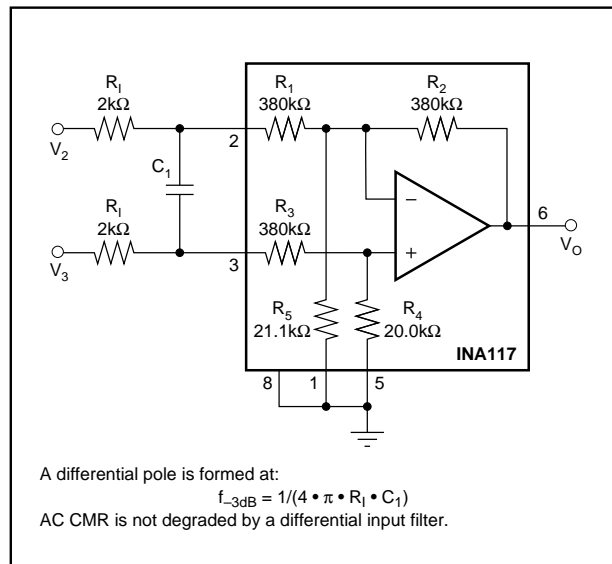 R_I
2kΩ
V_2
R_1
380kΩ
R_2
380kΩ
2
C_1
R_I
2kΩ
V_3
R_3
380kΩ
3
−
+
6
V_O
R_5
21.1kΩ
R_4
20.0kΩ
INA117
8
1
5
A differential pole is formed at:
f_–3dB = 1/(4 • π • R_I • C_1)
AC CMR is not degraded by a differential input filter.